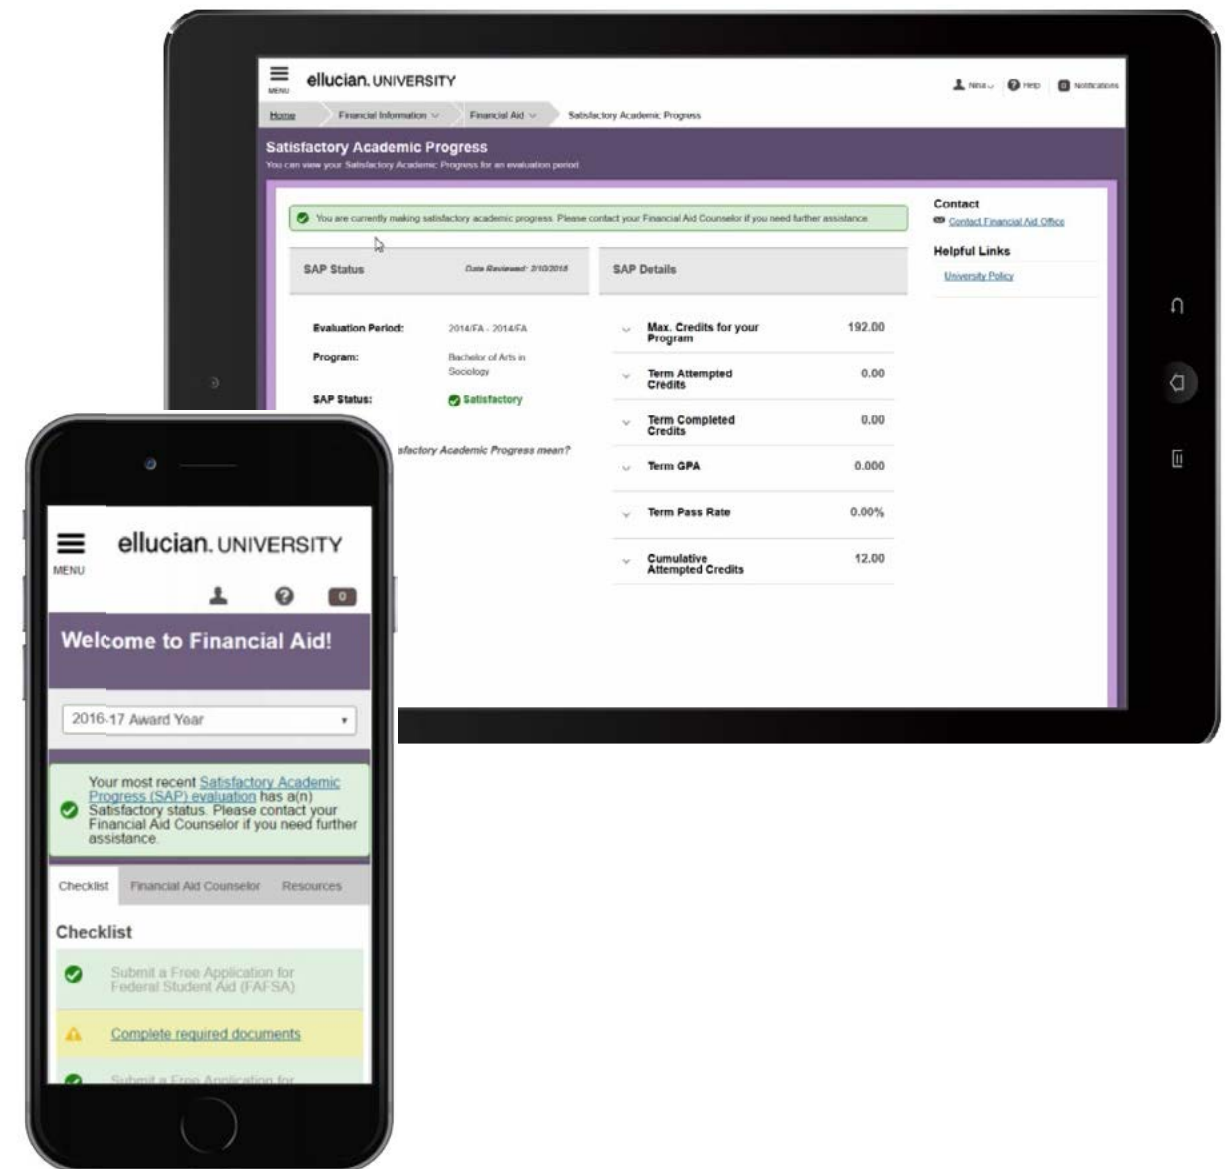 ellucian. UNIVERSITY
MENU
Nina
Help
0 Notifications
Home
Financial Information
Financial Aid
Satisfactory Academic Progress
Satisfactory Academic Progress
You can view your Satisfactory Academic Progress for an evaluation period.
You are currently making satisfactory academic progress. Please contact your Financial Aid Counselor if you need further assistance.
Contact
Contact Financial Aid Office
Helpful Links
University Policy
SAP Status
Date Reviewed: 2/10/2018
Evaluation Period:
2014/FA - 2014/FA
Program:
Bachelor of Arts in
Sociology
SAP Status:
Satisfactory
sfactory Academic Progress mean?
SAP Details
Max. Credits for your
Program
192.00
Term Attempted
Credits
0.00
Term Completed
Credits
0.00
Term GPA
0.000
Term Pass Rate
0.00%
Cumulative
Attempted Credits
12.00
ellucian. UNIVERSITY
MENU
0
Welcome to Financial Aid!
2016-17 Award Year
Your most recent Satisfactory Academic
Progress (SAP) evaluation has a(n)
Satisfactory status. Please contact your
Financial Aid Counselor if you need further
assistance.
Checklist
Financial Aid Counselor
Resources
Checklist
Submit a Free Application for
Federal Student Aid (FAFSA)
Complete required documents
Submit a Free Application for